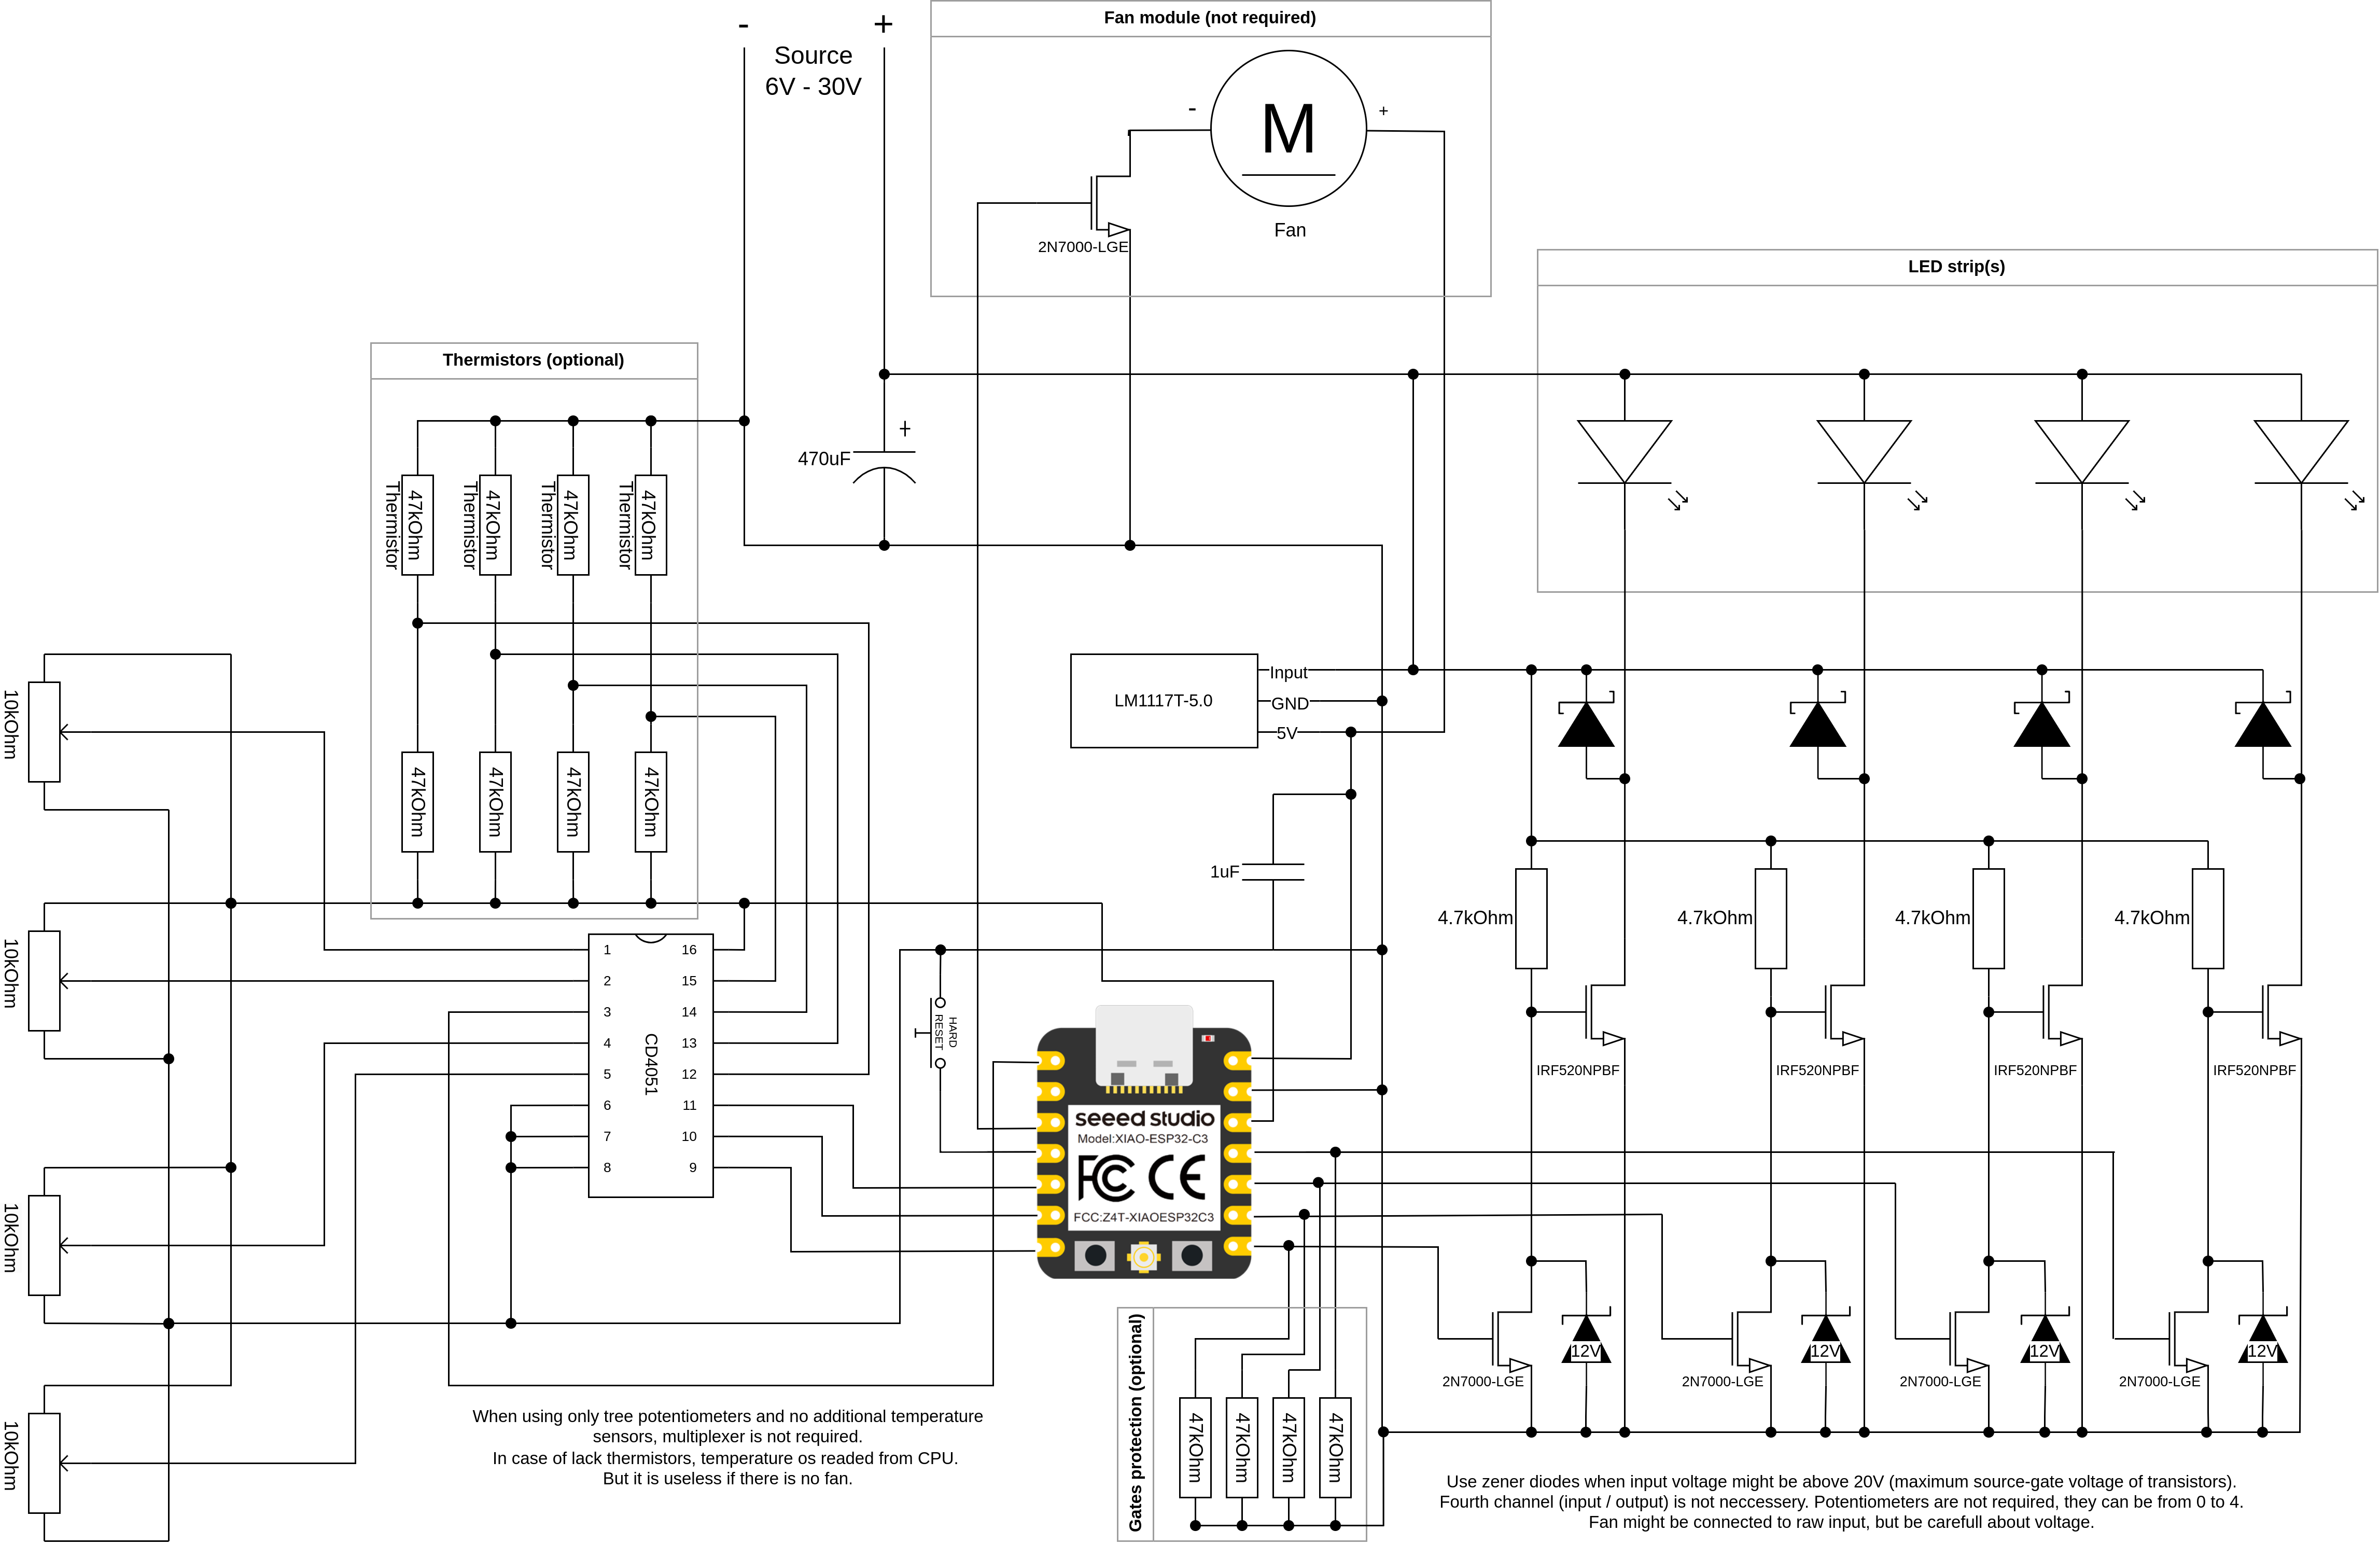 -
+
Source
6V - 30V
Fan module (not required)
-
+
M
Fan
2N7000-LGE
LED strip(s)
Thermistors (optional)
47kOhm
Thermistor
47kOhm
Thermistor
47kOhm
Thermistor
47kOhm
Thermistor
+
470uF
10kOhm
10kOhm
10kOhm
10kOhm
47kOhm
47kOhm
47kOhm
47kOhm
LM1117T-5.0
Input
GND
5V
1uF
4.7kOhm
4.7kOhm
4.7kOhm
4.7kOhm
IRF520NPBF
IRF520NPBF
IRF520NPBF
IRF520NPBF
CD4051
1 16
2 15
3 14
4 13
5 12
6 11
7 10
8 9
HARD
RESET
seeed studio
Model:XIAO-ESP32-C3
FCC CE
FCC:Z4T-XIAOESP32C3
12V
12V
12V
12V
2N7000-LGE
2N7000-LGE
2N7000-LGE
2N7000-LGE
Gates protection (optional)
47kOhm
47kOhm
47kOhm
47kOhm
When using only tree potentiometers and no additional temperature
sensors, multiplexer is not required.
In case of lack thermistors, temperature os readed from CPU.
But it is useless if there is no fan.
Use zener diodes when input voltage might be above 20V (maximum source-gate voltage of transistors).
Fourth channel (input / output) is not neccessery. Potentiometers are not required, they can be from 0 to 4.
Fan might be connected to raw input, but be carefull about voltage.